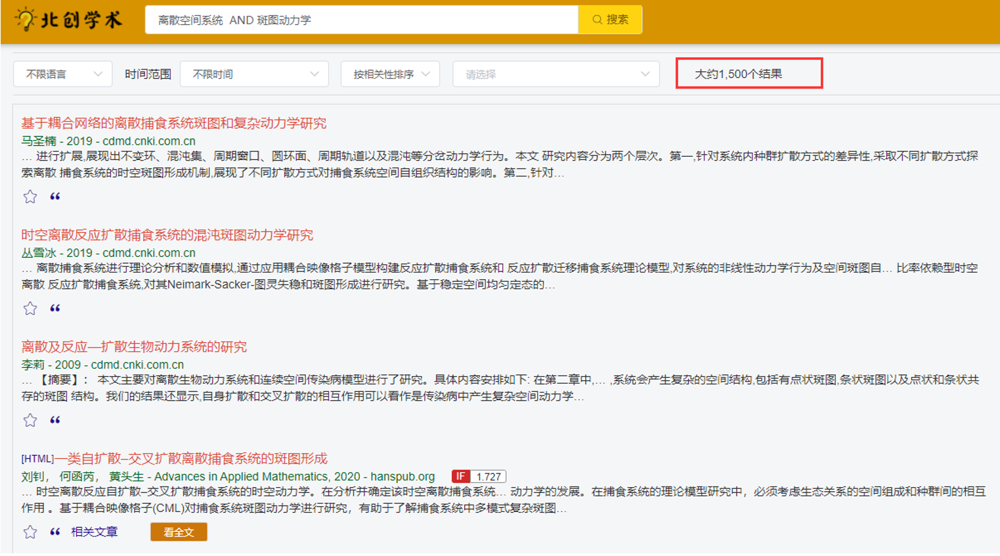 北创学术
离散空间系统 AND 斑图动力学
搜索
不限语言 时间范围 不限时间 按相关性排序 请选择 大约1,500个结果
基于耦合网络的离散捕食系统斑图和复杂动力学研究
马圣楠 - 2019 - cdmd.cnki.com.cn
… 进行扩展,展现出不变环、混沌集、周期窗口、圆环面、周期轨道以及混沌等分岔动力学行为。本文 研究内容分为两个层次。第一,针对系统内种群扩散方式的差异性,采取不同扩散方式探
索离散 捕食系统的时空斑图形成机制,展现了不同扩散方式对捕食系统空间自组织结构的影响。第二,针对…
时空离散反应扩散捕食系统的混沌斑图动力学研究
丛雪冰 - 2019 - cdmd.cnki.com.cn
… 离散捕食系统进行理论分析和数值模拟,通过应用耦合映像格子模型构建反应扩散捕食系统和 反应扩散迁移捕食系统理论模型,对系统的非线性动力学行为及空间斑图自… 比率依赖型时空
离散 反应扩散捕食系统,对其Neimark-Sacker-图灵失稳和斑图形成进行研究。基于稳定空间均匀定态的…
离散及反应—扩散生物动力系统的研究
李莉 - 2009 - cdmd.cnki.com.cn
… 【摘要】： 本文主要对离散生物动力系统和连续空间传染病模型进行了研究。具体内容安排如下: 在第二章中,… ,系统会产生复杂的空间结构,包括有点状斑图,条状斑图以及点状和条状共
存的斑图 结构。我们的结果还显示,自身扩散和交叉扩散的相互作用可以看作是传染病中产生复杂空间动力学…
[HTML]一类自扩散–交叉扩散离散捕食系统的斑图形成
刘钊， 何函芮， 黄头生 - Advances in Applied Mathematics, 2020 - hanspub.org IF 1.727
… 时空离散反应自扩散–交叉扩散捕食系统的时空动力学。在分析并确定该时空离散捕食系统… 动力学的发展。在捕食系统的理论模型研究中，必须考虑生态关系的空间组成和种群间的相互
作用 。基于耦合映像格子(CML)对捕食系统斑图动力学进行研究，有助于了解捕食系统中多模式复杂斑图…
相关文章 看全文